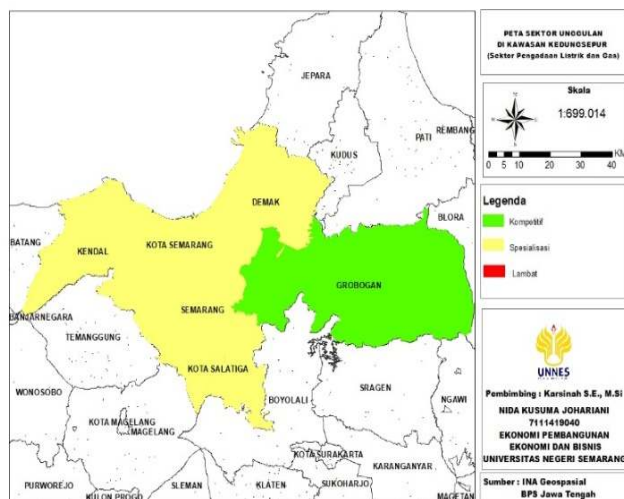 PETA SEKTOR UNGGULAN
DI KAWASAN KEDUNGSEPUR
(Sektor Pengadaan Listrik dan Gas)
Skala
1:699.014
KM
0 5 10 20 30 40
Legenda
Kompetitif
Spesialisasi
Lambat
UNNES
Pembimbing : Karsinah S.E., M.Si
NIDA KUSUMA JOHARIANI
7111419040
EKONOMI PEMBANGUNAN
EKONOMI DAN BISNIS
UNIVERSITAS NEGERI SEMARANG
Sumber : INA Geospasial
BPS Jawa Tengah
JEPARA
REMBANG
PATI
KUDUS
DEMAK
BLORA
BATANG
KENDAL
KOTA SEMARANG
GROBOGAN
SEMARANG
BANJARNEGARA
TEMANGGUNG
KOTA SALATIGA
WONOSOBO
BOYOLALI
SRAGEN
NGAWI
KOTA MAGELANG
MAGELANG
KOTA SURAKARTA
KARANGANYAR
PURWOREJO
KULON PROGO
SLEMAN
KLATEN
SUKOHARJO
MAGETAN